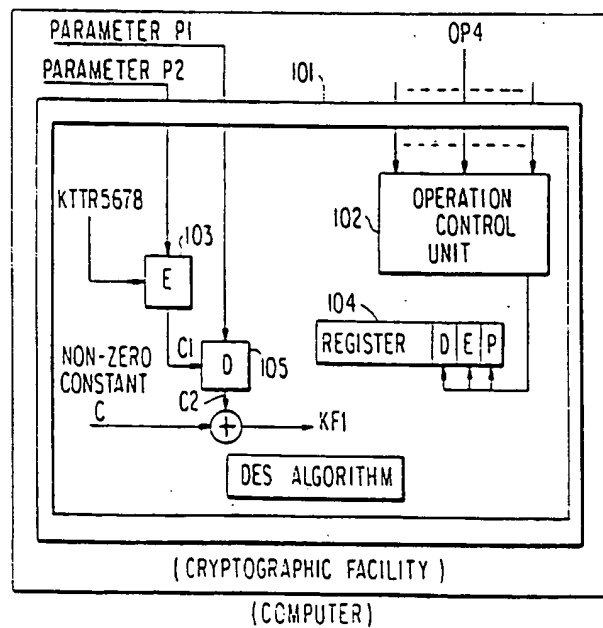 PARAMETER P1
OP4
PARAMETER P2
101
KTTR5678
103
E
102
OPERATION
CONTROL
UNIT
104
REGISTER D E P
NON-ZERO
CONSTANT
C
C1
D
105
C2
+
KF1
DES ALGORITHM
(CRYPTOGRAPHIC FACILITY)
(COMPUTER)